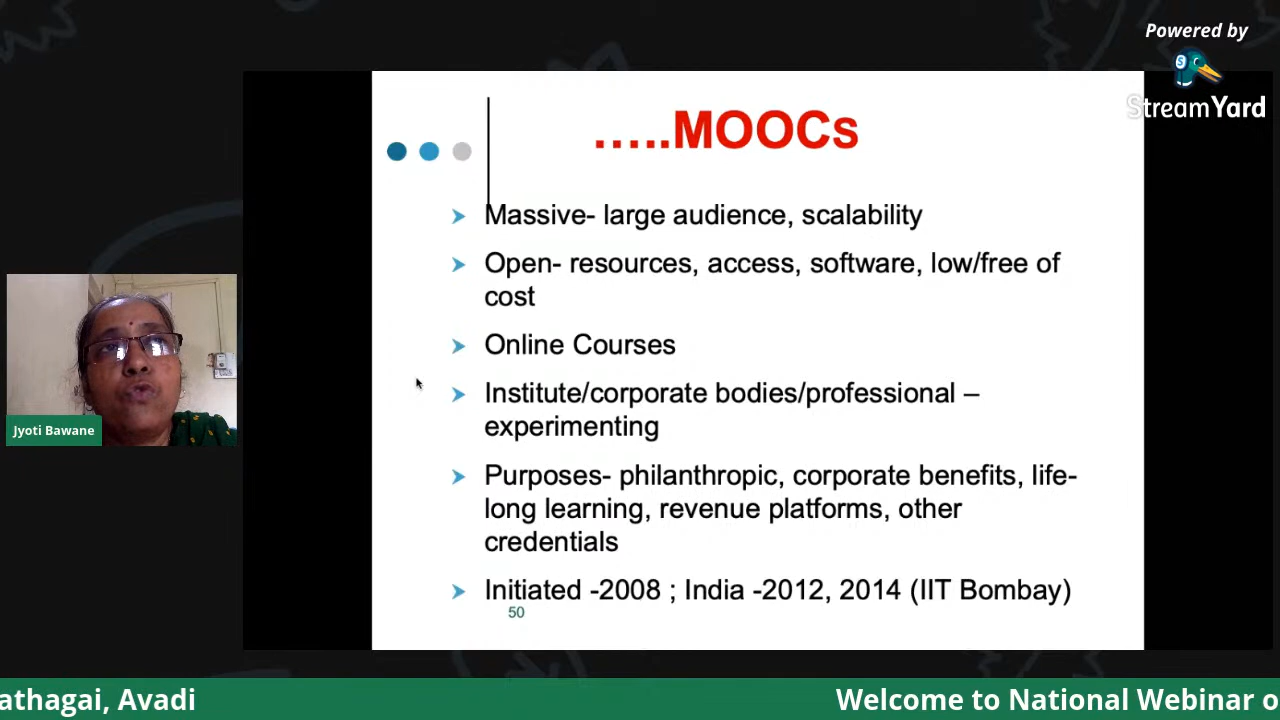 Powered by
StreamYard
.....MOOCs
Massive- large audience, scalability
Open- resources, access, software, low/free of
cost
Online Courses
Institute/corporate bodies/professional –
experimenting
Purposes- philanthropic, corporate benefits, life-
long learning, revenue platforms, other
credentials
Initiated -2008 ; India -2012, 2014 (IIT Bombay)
50
Jyoti Bawane
athagai, Avadi
Welcome to National Webinar o